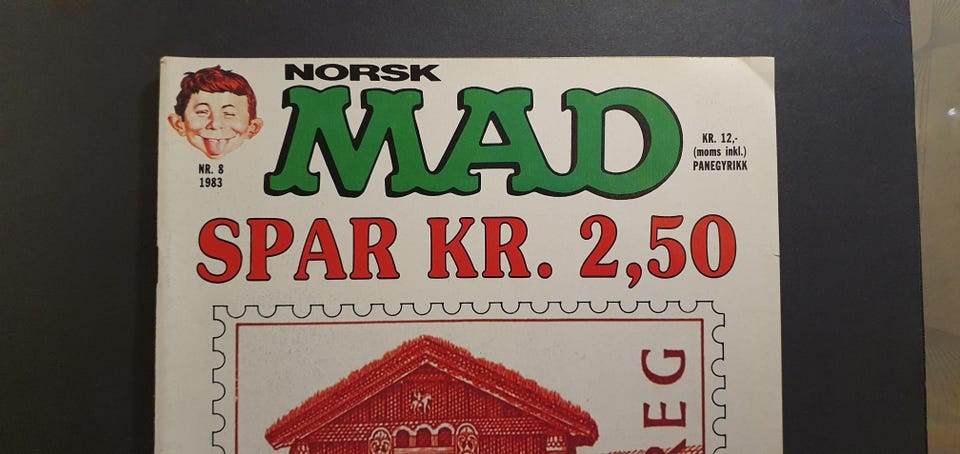 NORSK
MAD
NR. 8
1983
KR. 12,-
(moms inkl.)
PANEGYRIKK
SPAR KR. 2,50
REG